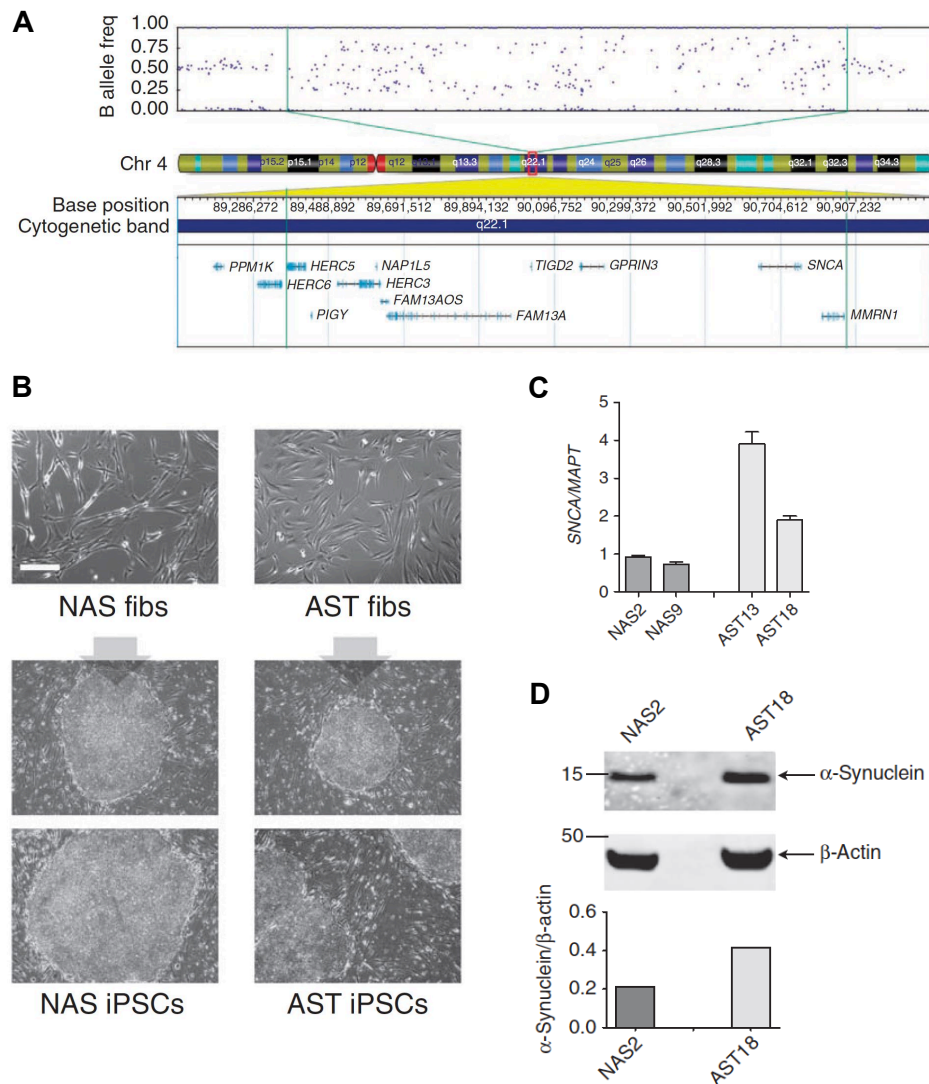 A
B allele freq
1.00
0.75
0.50
0.25
0.00
Chr 4
p15.2 p15.1 p14 p12 q12 q13.3 q22.1 q24 q25 q26 q28.3 q32.1 q32.3 q34.3
Base position
89,286,272 89,488,892 89,691,512 89,894,132 90,096,752 90,299,372 90,501,992 90,704,612 90,907,232
Cytogenetic band
q22.1
PPM1K HERC5 NAP1L5 TIGD2 GPRIN3 SNCA
HERC6 HERC3
FAM13AOS
PIGY FAM13A MMRN1
B
NAS fibs AST fibs
NAS iPSCs AST iPSCs
C
SNCA/MAPT
5
4
3
2
1
0
NAS2 NAS9 AST13 AST18
D
NAS2 AST18
15 α-Synuclein
50
β-Actin
α-Synuclein/β-actin
0.6
0.4
0.2
0.0
NAS2 AST18